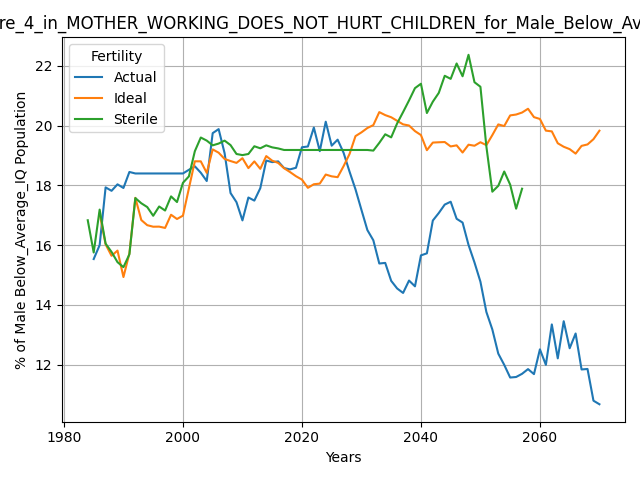 re_4_in_MOTHER_WORKING_DOES_NOT_HURT_CHILDREN_for_Male_Below_Av
Fertility
Actual
Ideal
Sterile
% of Male Below_Average_IQ Population
22
20
18
16
14
12
1980
2000
2020
2040
2060
Years